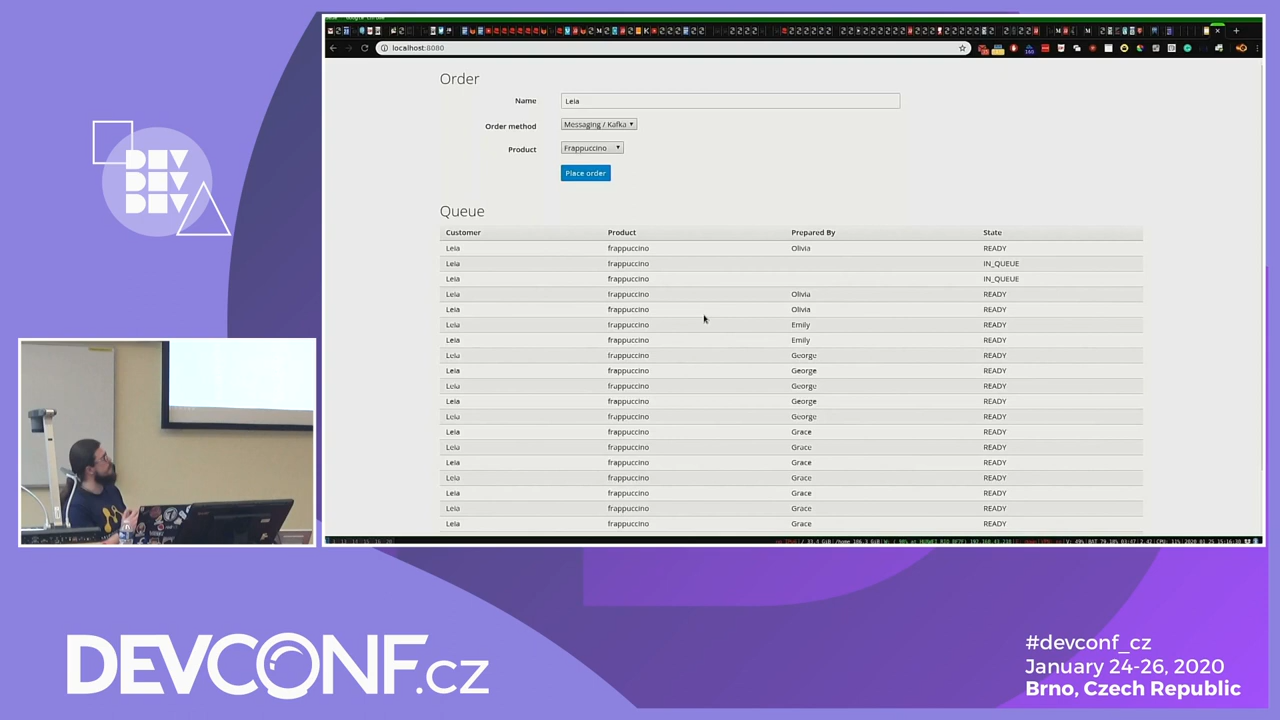 DEV
DEV
DEV
localhost:8080
Order
Name Leia
Order method Messaging / Kafka
Product Frappuccino
Place order
Queue
Customer Product Prepared By State
Leia frappuccino Olivia READY
Leia frappuccino IN_QUEUE
Leia frappuccino IN_QUEUE
Leia frappuccino Olivia READY
Leia frappuccino Olivia READY
Leia frappuccino Emily READY
Leia frappuccino Emily READY
Leia frappuccino George READY
Leia frappuccino George READY
Leia frappuccino George READY
Leia frappuccino George READY
Leia frappuccino George READY
Leia frappuccino Grace READY
Leia frappuccino Grace READY
Leia frappuccino Grace READY
Leia frappuccino Grace READY
Leia frappuccino Grace READY
Leia frappuccino Grace READY
Leia frappuccino Grace READY
DEVCONF.cz
#devconf_cz
January 24-26, 2020
Brno, Czech Republic